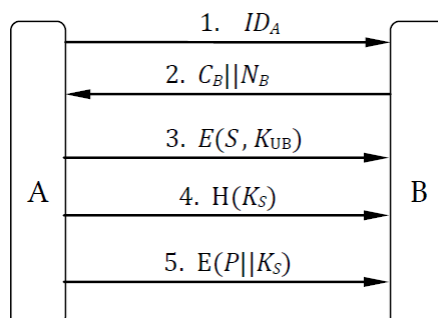 1. ID_A
2. C_B||N_B
3. E(S, K_UB)
A
4. H(K_S)
B
5. E(P||K_S)